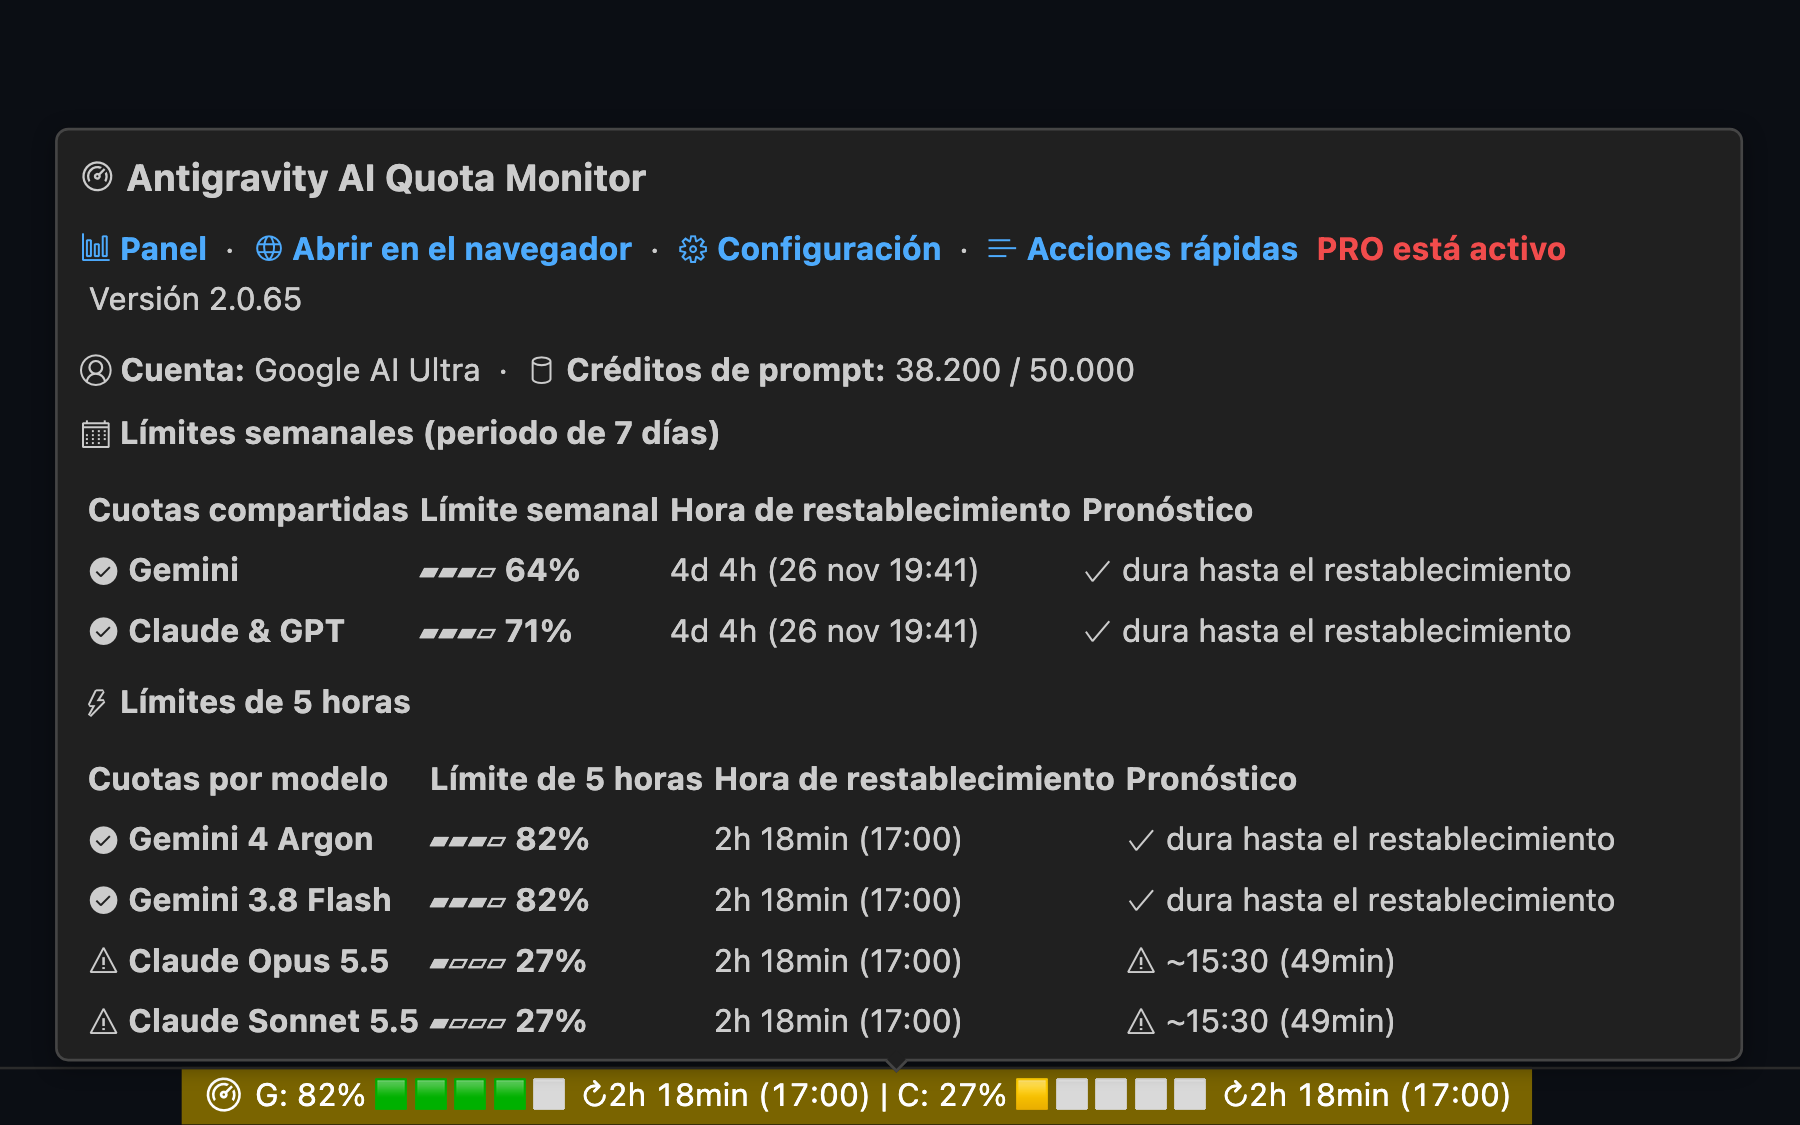 Antigravity AI Quota Monitor
Panel · Abrir en el navegador · Configuración · Acciones rápidas PRO está activo
Versión 2.0.65
Cuenta: Google AI Ultra · Créditos de prompt: 38.200 / 50.000
Límites semanales (periodo de 7 días)
Cuotas compartidas Límite semanal Hora de restablecimiento Pronóstico
Gemini 64% 4d 4h (26 nov 19:41) ✓ dura hasta el restablecimiento
Claude & GPT 71% 4d 4h (26 nov 19:41) ✓ dura hasta el restablecimiento
Límites de 5 horas
Cuotas por modelo Límite de 5 horas Hora de restablecimiento Pronóstico
Gemini 4 Argon 82% 2h 18min (17:00) ✓ dura hasta el restablecimiento
Gemini 3.8 Flash 82% 2h 18min (17:00) ✓ dura hasta el restablecimiento
Claude Opus 5.5 27% 2h 18min (17:00) ⚠ ~15:30 (49min)
Claude Sonnet 5.5 27% 2h 18min (17:00) ⚠ ~15:30 (49min)
G: 82% 🟩🟩🟩🟩⬜ ↻2h 18min (17:00) | C: 27% 🟨⬜⬜⬜⬜ ↻2h 18min (17:00)